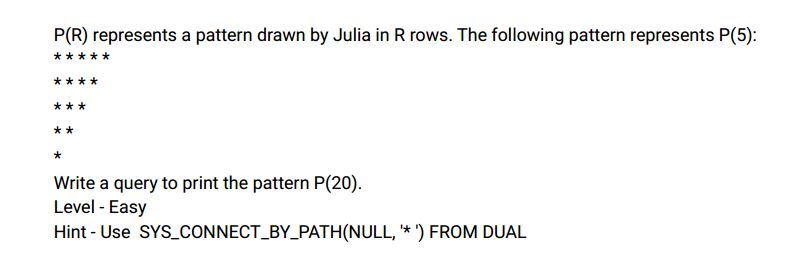 P(R) represents a pattern drawn by Julia in R rows. The following pattern represents P(5):
* * * * *
* * * *
* * *
* *
*
Write a query to print the pattern P(20).
Level - Easy
Hint - Use  SYS_CONNECT_BY_PATH(NULL, '* ') FROM DUAL